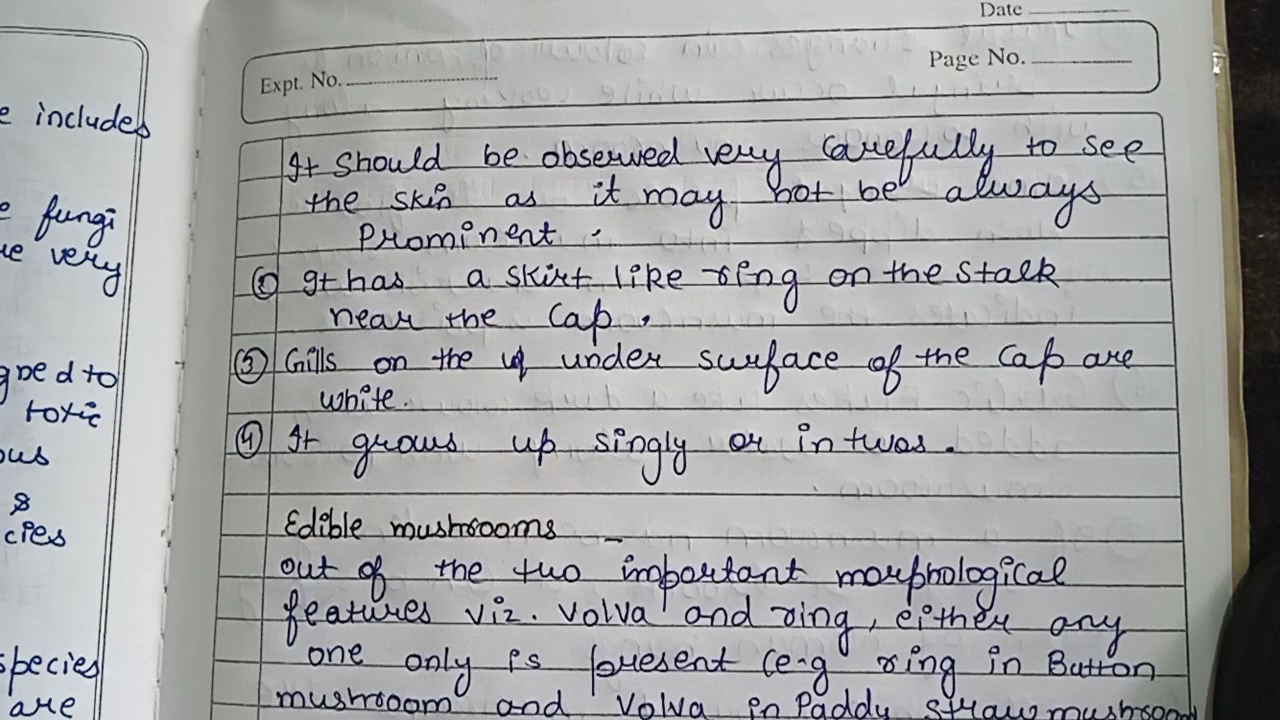 e includes
fungi
very
toxic
ous
&
cies
species
are
Date
Expt. No.
Page No.
It should be observed very carefully to see
the skin as it may not be always
prominent.
It has a skirt like ring on the stalk
near the cap.
③ Gills on the under surface of the cap are
white.
④ It grows up singly or in twos.
Edible mushrooms -
out of the two important morphological
features viz. volva and ring, either any
one only is present (e.g ring in Button
mushroom and volva in Paddy straw mushroom